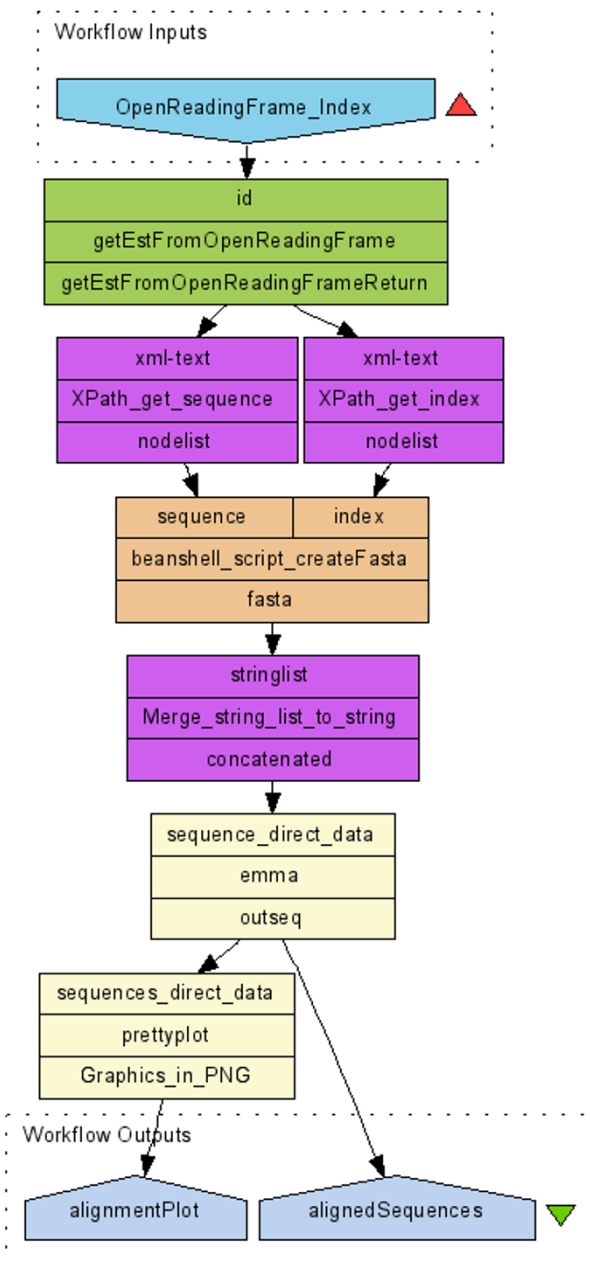 Workflow Inputs
OpenReadingFrame_Index
id
getEstFromOpenReadingFrame
getEstFromOpenReadingFrameReturn
xml-text xml-text
XPath_get_sequence XPath_get_index
nodelist nodelist
sequence index
beanshell_script_createFasta
fasta
stringlist
Merge_string_list_to_string
concatenated
sequence_direct_data
emma
outseq
sequences_direct_data
prettyplot
Graphics_in_PNG
Workflow Outputs
alignmentPlot alignedSequences